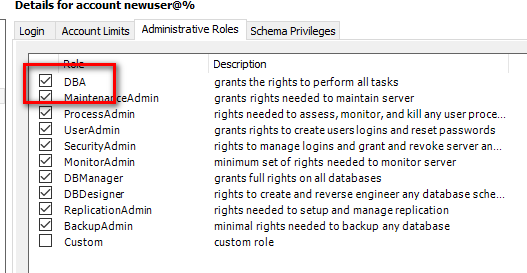 Details for account newuser@%
Login Account Limits Administrative Roles Schema Privileges
Role Description
DBA grants the rights to perform all tasks
MaintenanceAdmin grants rights needed to maintain server
ProcessAdmin rights needed to assess, monitor, and kill any user proce...
UserAdmin grants rights to create users logins and reset passwords
SecurityAdmin rights to manage logins and grant and revoke server an...
MonitorAdmin minimum set of rights needed to monitor server
DBManager grants full rights on all databases
DBDesigner rights to create and reverse engineer any database sche...
ReplicationAdmin rights needed to setup and manage replication
BackupAdmin minimal rights needed to backup any database
Custom custom role